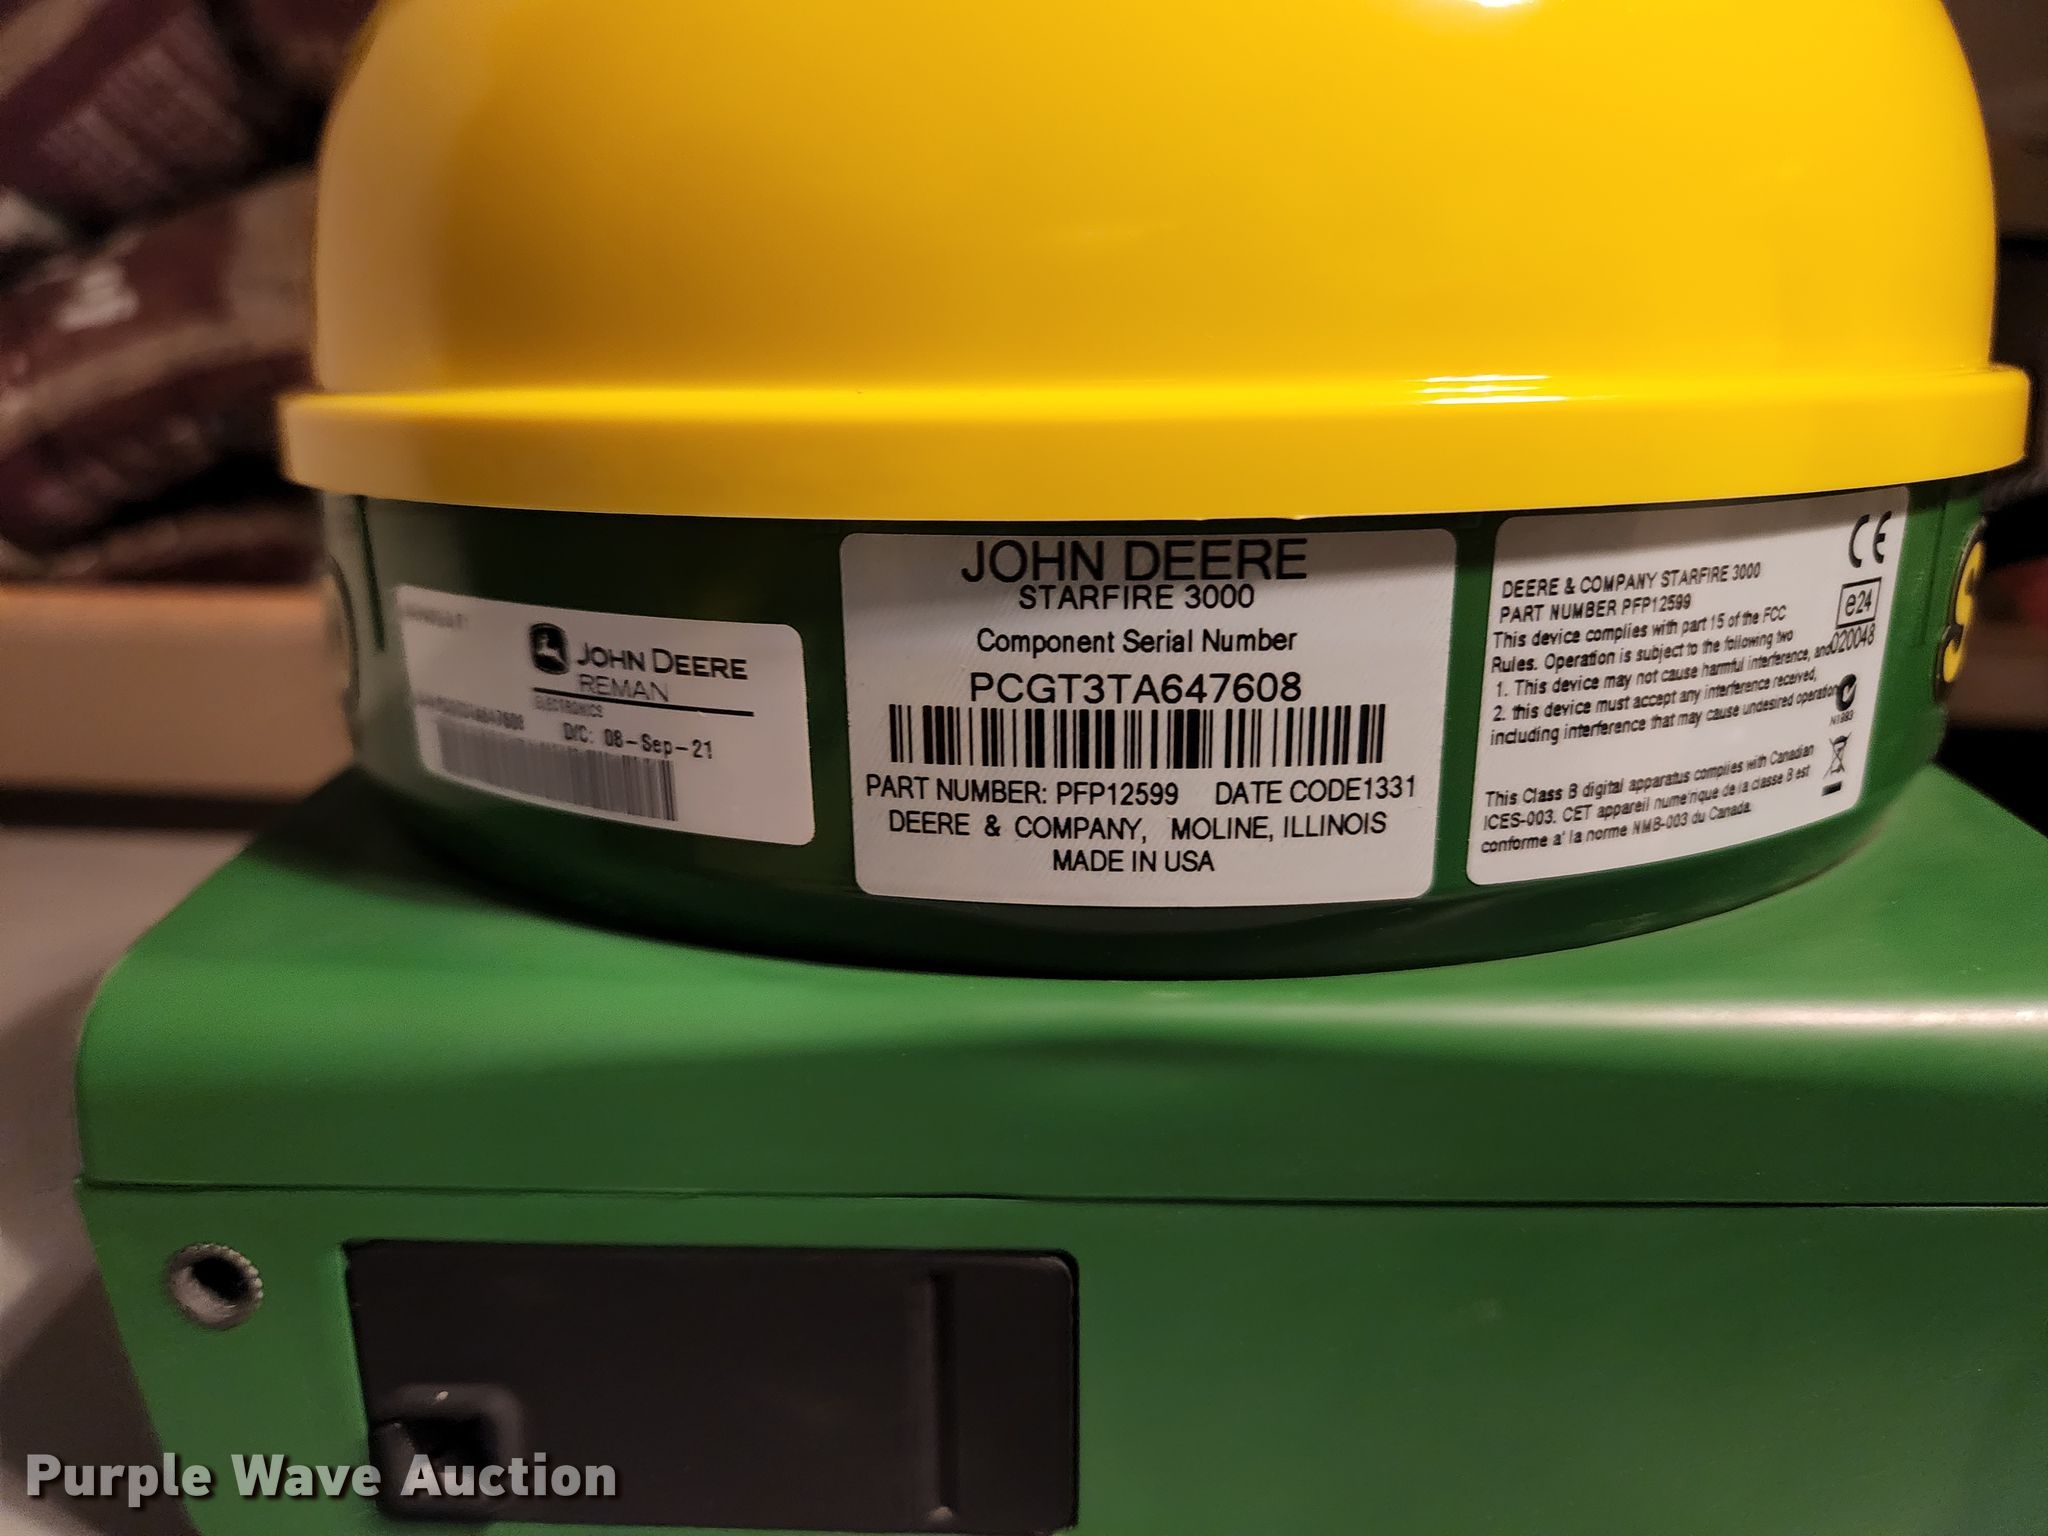 JOHN DEERE
REMAN
ELECTRONICS
D/C: 08-Sep-21
JOHN DEERE
STARFIRE 3000
Component Serial Number
PCGT3TA647608
PART NUMBER: PFP12599 DATE CODE1331
DEERE & COMPANY, MOLINE, ILLINOIS
MADE IN USA
CE
DEERE & COMPANY STARFIRE 3000
PART NUMBER PFP12599
e24
020048
This device complies with part 15 of the FCC
Rules. Operation is subject to the following two
1. This device may not cause harmful interference, and
2. this device must accept any interference received,
including interference that may cause undesired operation
N1983
This Class B digital apparatus complies with Canadian
ICES-003. CET appareil nume'rique de la classe B est
conforme a' la norme NMB-003 du Canada.
Purple Wave Auction